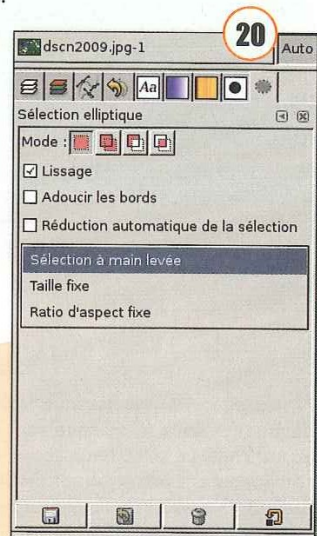 20
dscn2009.jpg-1 Auto
Aa
Sélection elliptique
Mode :
Lissage
Adoucir les bords
Réduction automatique de la sélection
Sélection à main levée
Taille fixe
Ratio d'aspect fixe